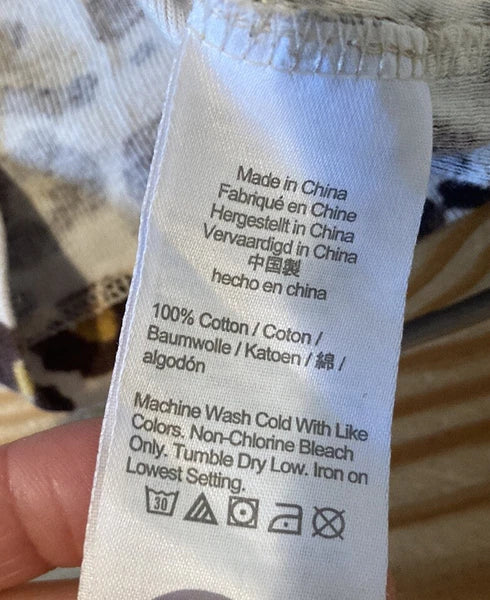 Made in China
Fabriqué en Chine
Hergestellt in China
Vervaardigd in China
中国製
hecho en china
100% Cotton / Coton /
Baumwolle / Katoen / 綿 /
algodón
Machine Wash Cold With Like
Colors. Non-Chlorine Bleach
Only. Tumble Dry Low. Iron on
Lowest Setting.
30